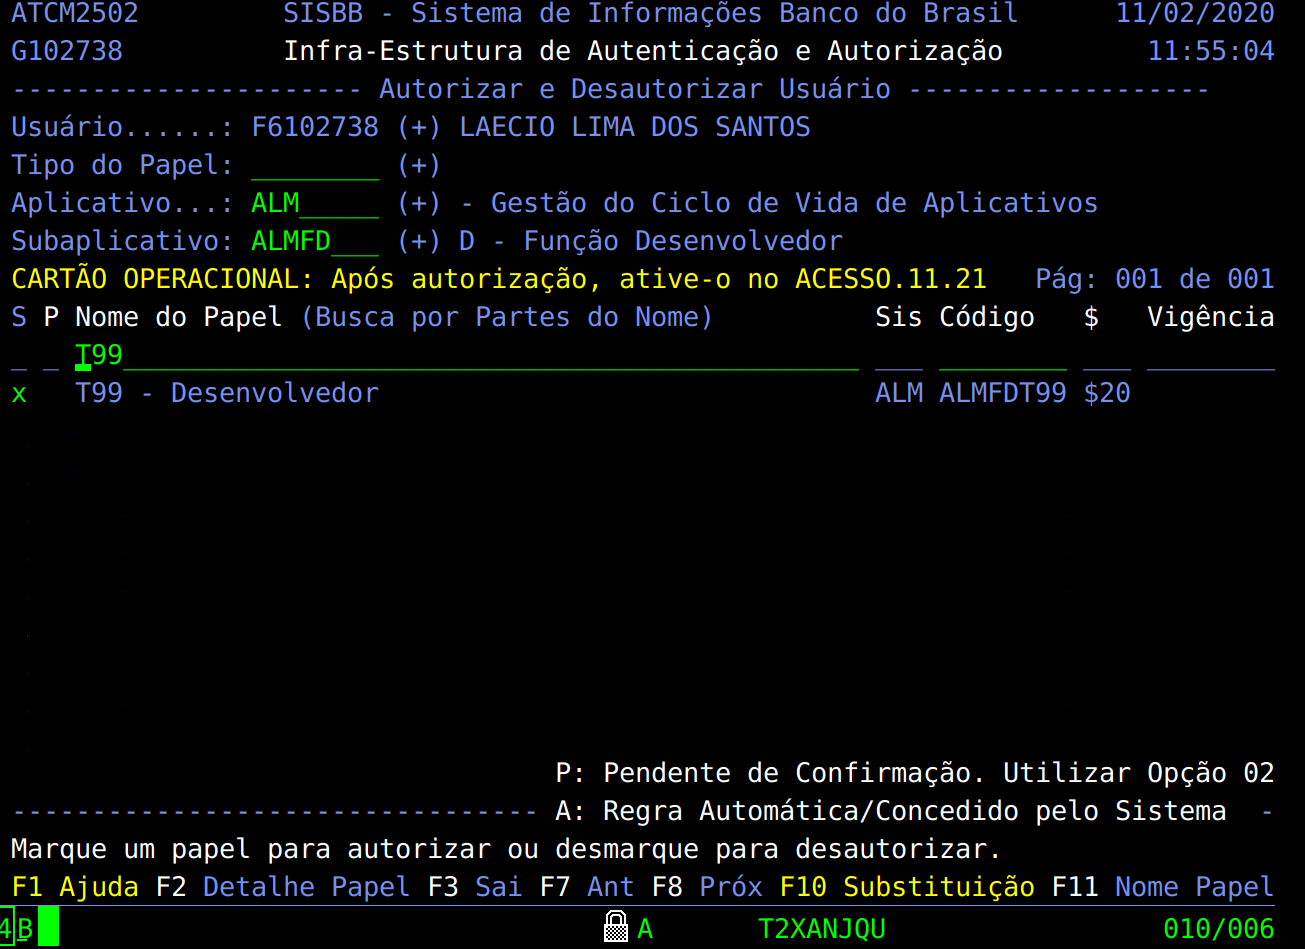 ATCM2502 SISBB - Sistema de Informações Banco do Brasil 11/02/2020
G102738 Infra-Estrutura de Autenticação e Autorização 11:55:04
---------------------- Autorizar e Desautorizar Usuário -------------------
Usuário......: F6102738 (+) LAECIO LIMA DOS SANTOS
Tipo do Papel: ________ (+)
Aplicativo...: ALM_____ (+) - Gestão do Ciclo de Vida de Aplicativos
Subaplicativo: ALMFD___ (+) D - Função Desenvolvedor
CARTÃO OPERACIONAL: Após autorização, ative-o no ACESSO.11.21 Pág: 001 de 001
S P Nome do Papel (Busca por Partes do Nome) Sis Código $ Vigência
_ _ T99______________________________________________ ___ ________ ___ ________
x T99 - Desenvolvedor ALM ALMFDT99 $20
P: Pendente de Confirmação. Utilizar Opção 02
--------------------------------- A: Regra Automática/Concedido pelo Sistema -
Marque um papel para autorizar ou desmarque para desautorizar.
F1 Ajuda F2 Detalhe Papel F3 Sai F7 Ant F8 Próx F10 Substituição F11 Nome Papel
4B A T2XANJQU 010/006